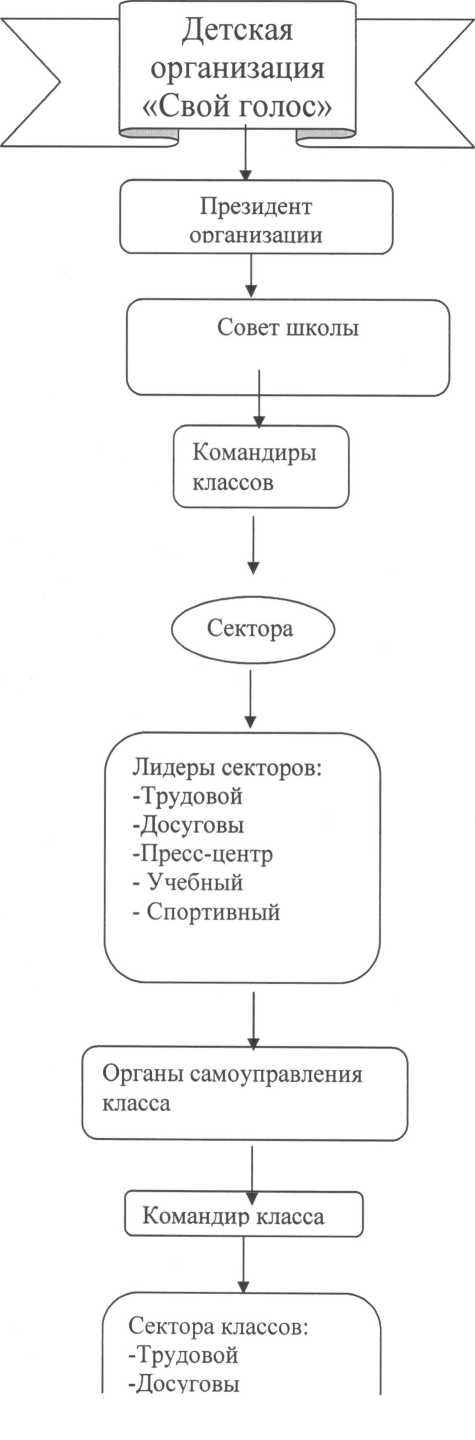 Детская
организация
«Свой голос»
Президент
организации
Совет школы
Командиры
классов
Сектора
Лидеры секторов:
-Трудовой
-Досуговы
-Пресс-центр
- Учебный
- Спортивный
Органы самоуправления
класса
Командир класса
Сектора классов:
-Трудовой
-Досуговы